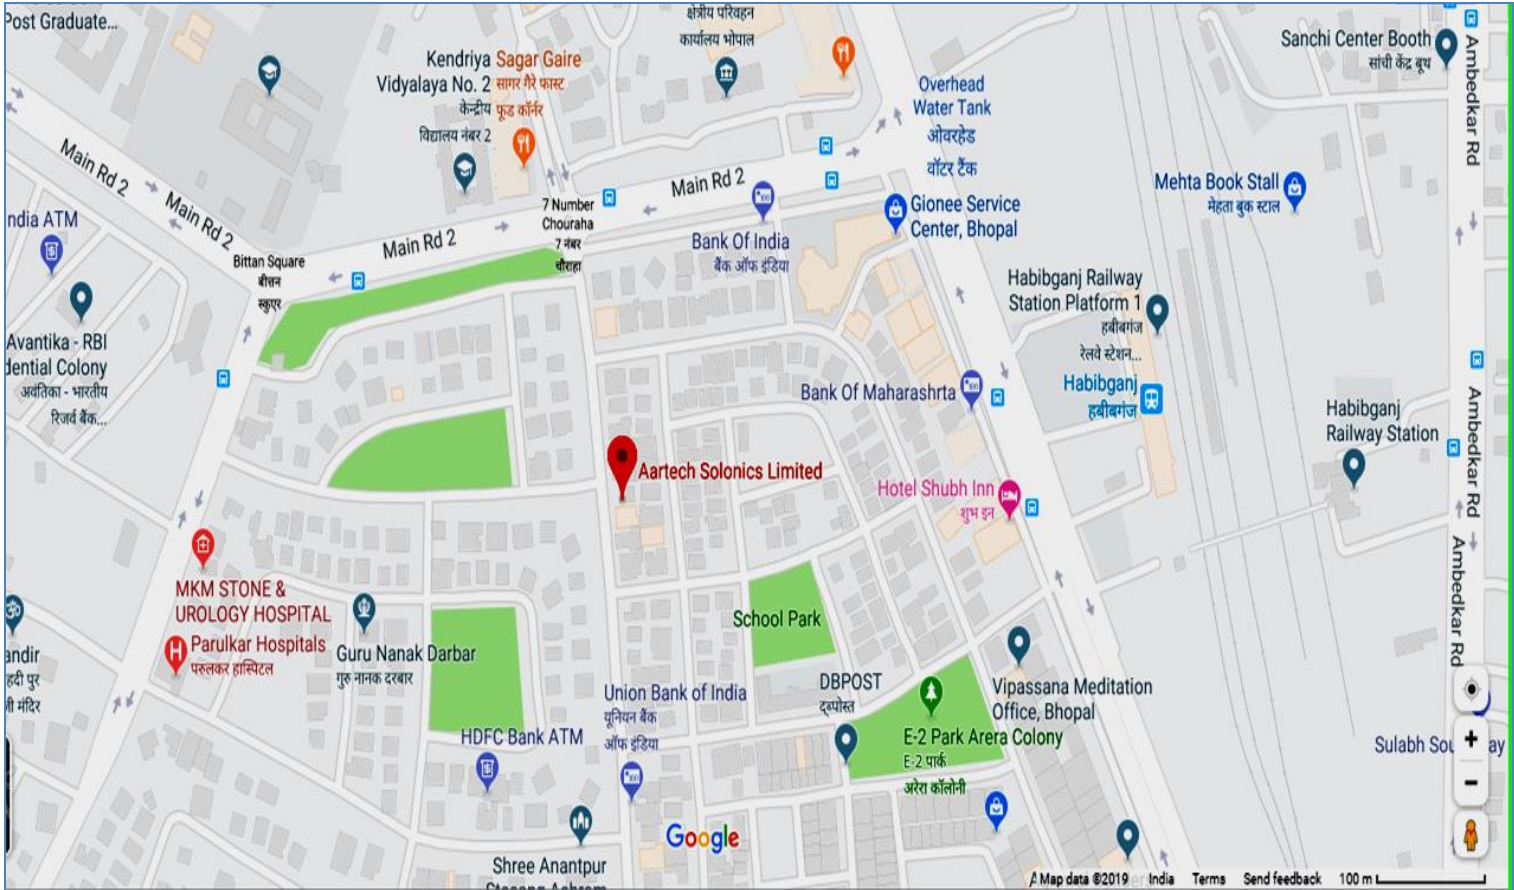 Post Graduate...
क्षेत्रीय परिवहन
कार्यालय भोपाल
Kendriya
Vidyalaya No. 2
केन्द्रीय
विद्यालय नंबर 2
Sagar Gaire
सागर गैरे फास्ट
फूड कॉर्नर
Overhead
Water Tank
ओवरहेड
वॉटर टैंक
Sanchi Center Booth
सांची केंद्र बूथ
Ambedkar Rd
Main Rd 2
Main Rd 2
Main Rd 2
Main Rd 2
7 Number
Chouraha
7 नंबर
चौराहा
Mehta Book Stall
मेहता बुक स्टाल
Gionee Service
Center, Bhopal
ndia ATM
Bank Of India
बैंक ऑफ इंडिया
Bittan Square
बीत्तन
स्कुएर
Habibganj Railway
Station Platform 1
हबीबगंज
रेलवे स्टेशन...
Avantika - RBI
dential Colony
अवंतिका - भारतीय
रिजर्व बैंक...
Bank Of Maharashrta
Habibganj
हबीबगंज
Habibganj
Railway Station
Ambedkar Rd
Aartech Solonics Limited
Hotel Shubh Inn
शुभ इन
MKM STONE &
UROLOGY HOSPITAL
Parulkar Hospitals
परुलकर हास्पिटल
Guru Nanak Darbar
गुरु नानक दरबार
School Park
Ambedkar Rd
andir
हदी पुर
मंदिर
Union Bank of India
यूनियन बैंक
ऑफ इंडिया
DBPOST
द्ब्पोस्त
Vipassana Meditation
Office, Bhopal
HDFC Bank ATM
E-2 Park Arera Colony
E-2 पार्क
अरेरा कॉलोनी
Sulabh Sou
ay
Google
Shree Anantpur
Map data ©2019 India Terms Send feedback 100 m